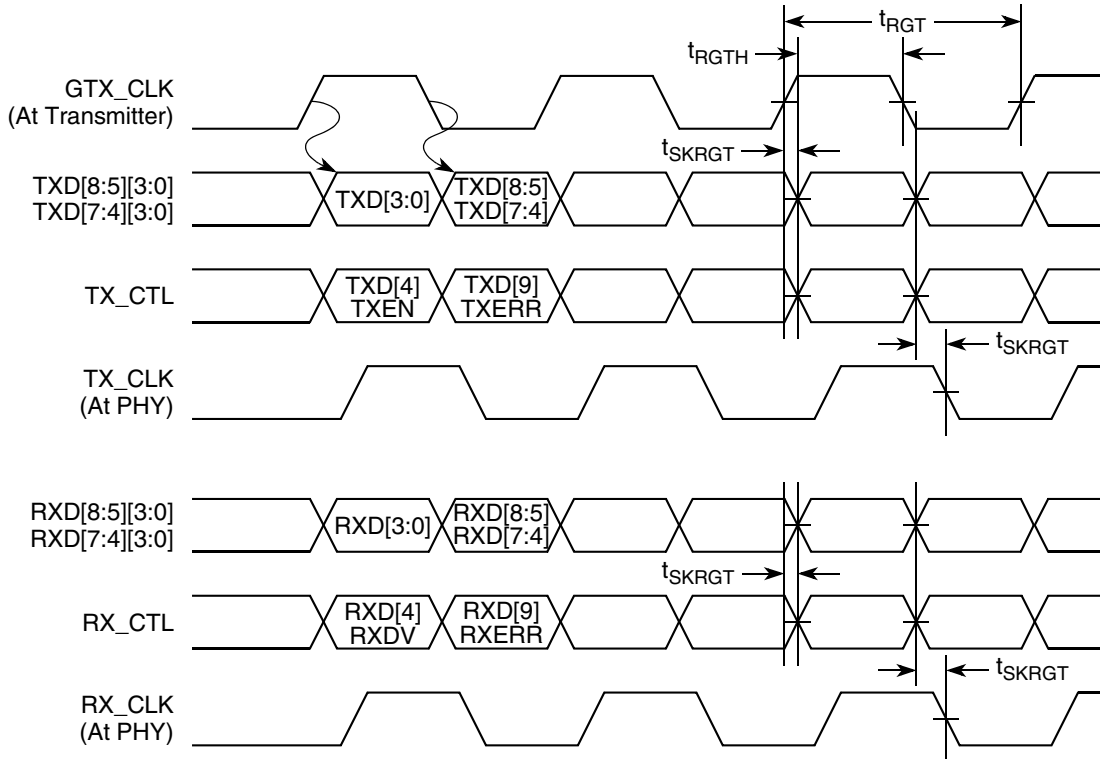 tRGT
tRGTH
GTX_CLK
(At Transmitter)
tSKRGT
TXD[8:5][3:0]
TXD[7:4][3:0]
TXD[3:0]
TXD[8:5]
TXD[7:4]
TX_CTL
TXD[4]
TXEN
TXD[9]
TXERR
tSKRGT
TX_CLK
(At PHY)
RXD[8:5][3:0]
RXD[7:4][3:0]
RXD[3:0]
RXD[8:5]
RXD[7:4]
tSKRGT
RX_CTL
RXD[4]
RXDV
RXD[9]
RXERR
tSKRGT
RX_CLK
(At PHY)